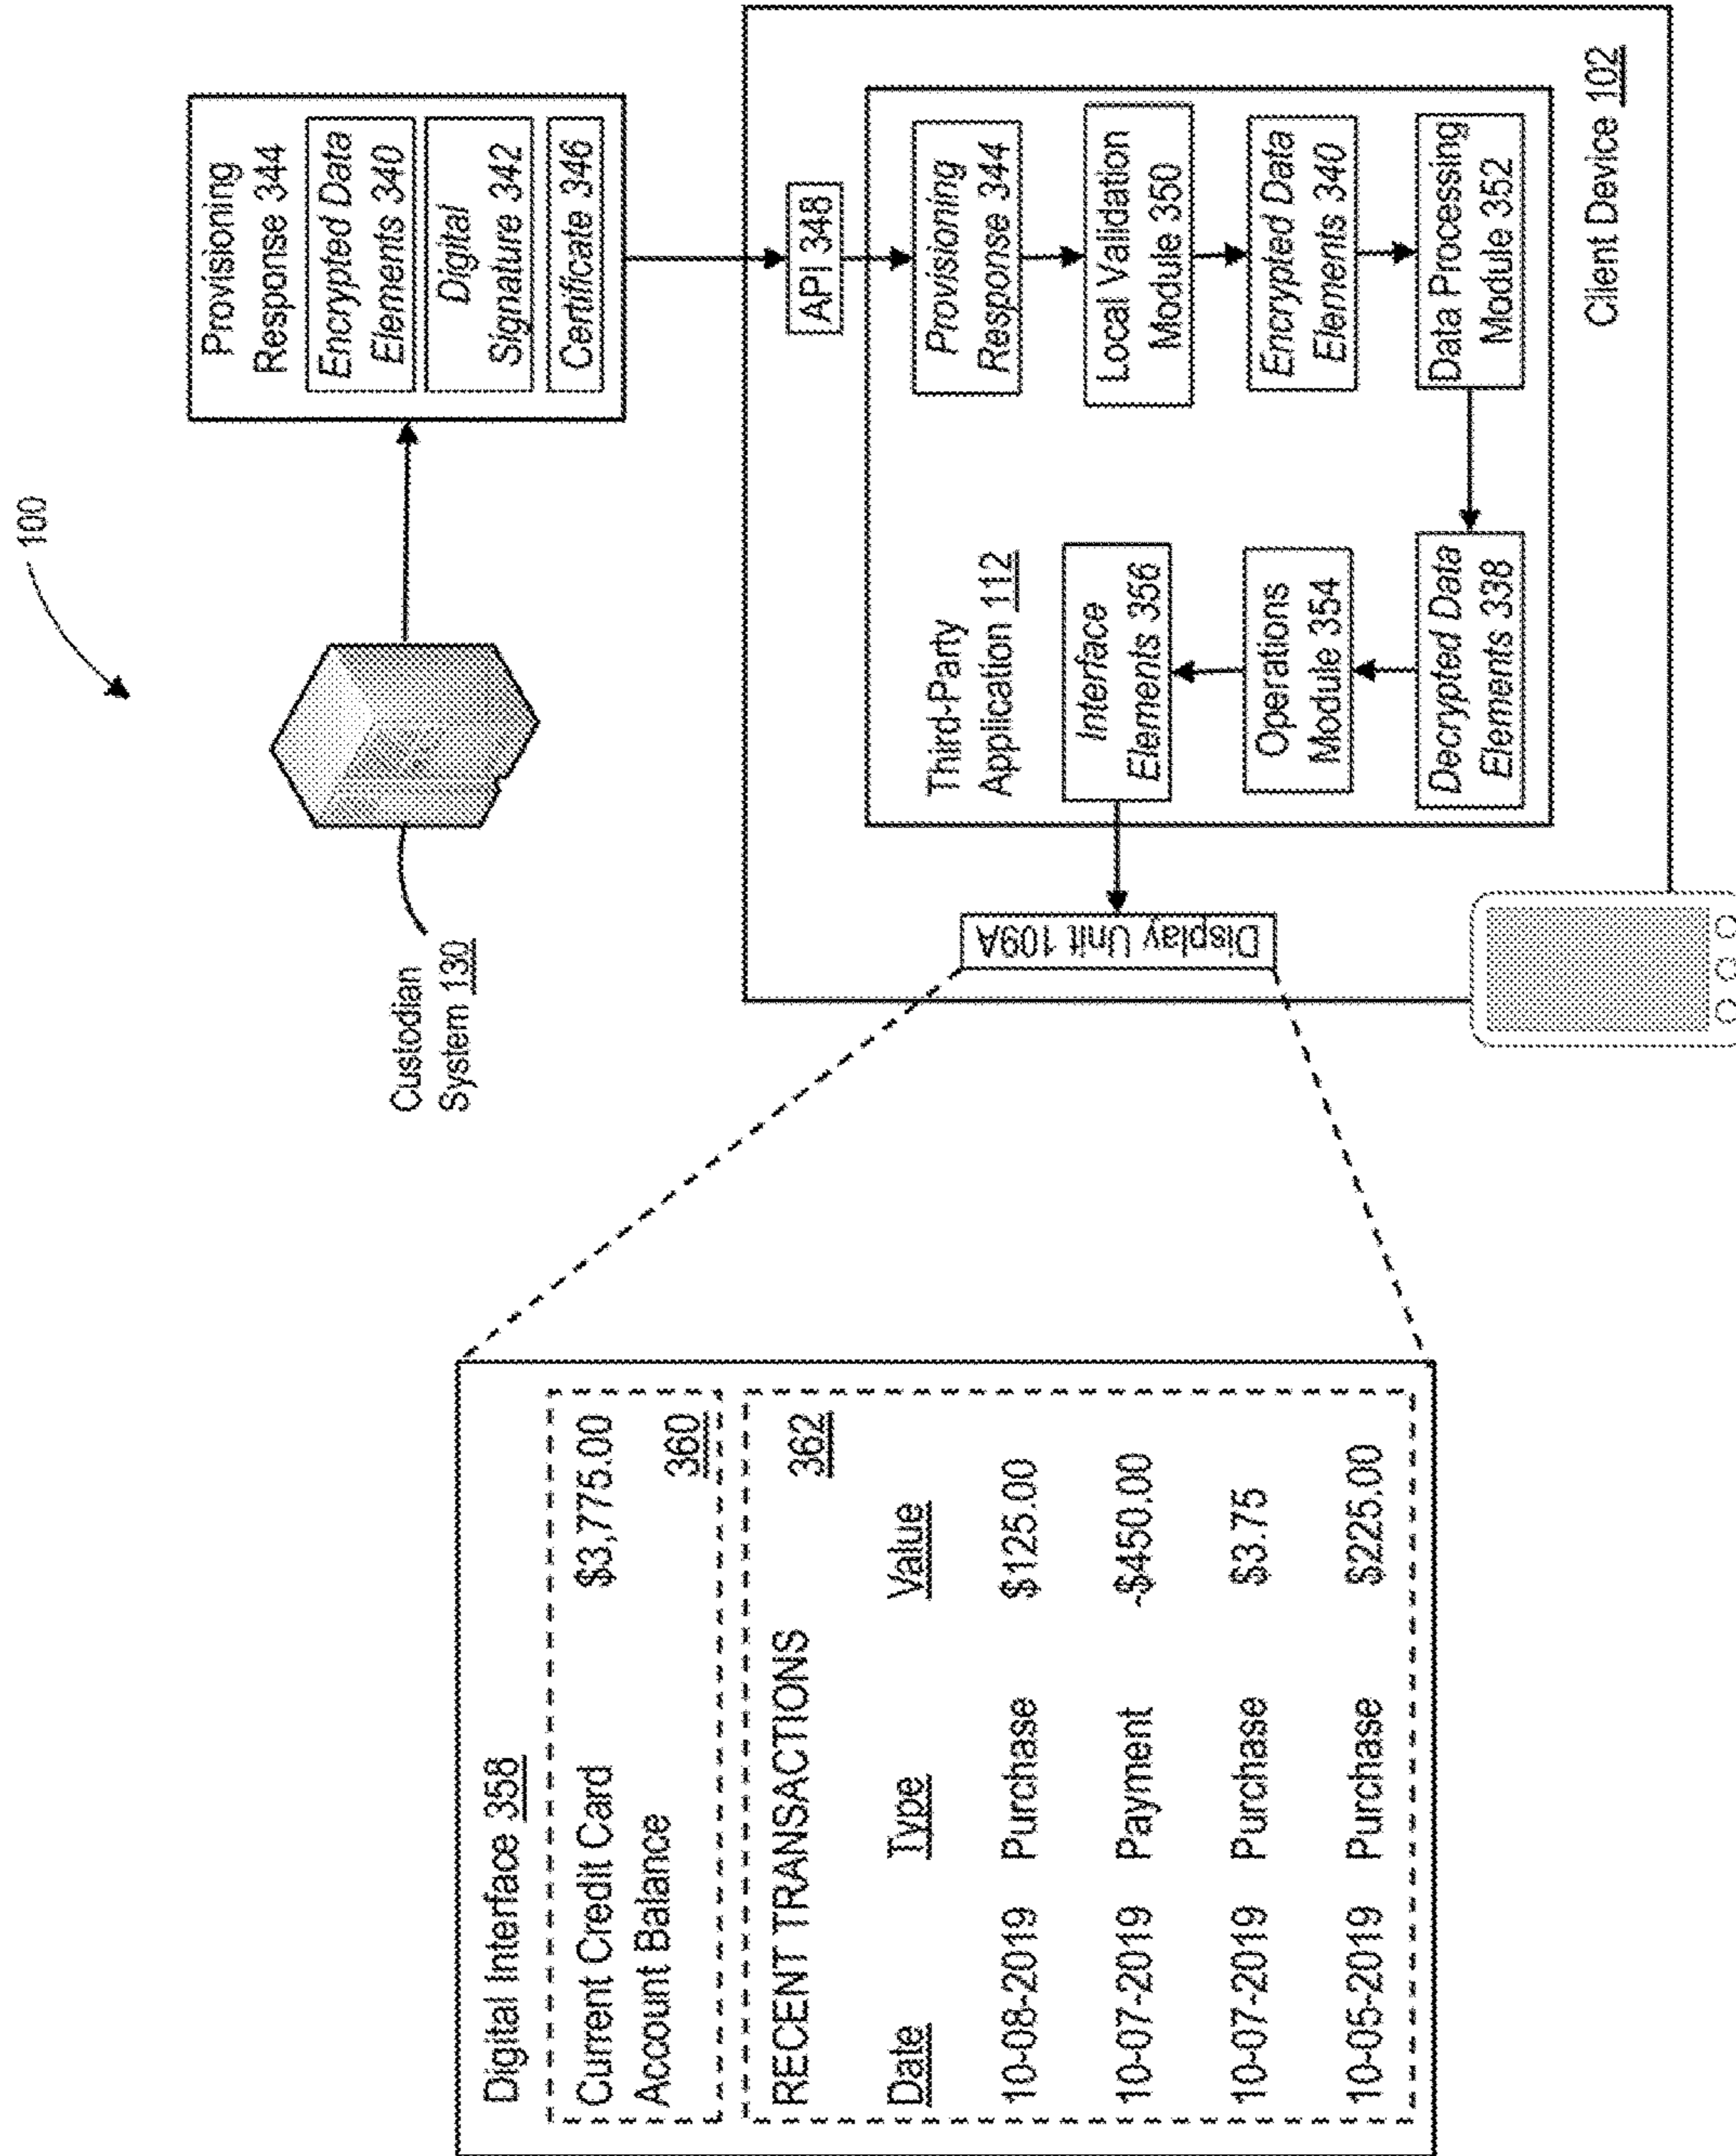 100
Custodian
System 130
Provisioning
Response 344
Encrypted Data
Elements 340
Digital
Signature 342
Certificate 346
API 348
Third-Party
Application 112
Provisioning
Response 344
Local Validation
Module 350
Encrypted Data
Elements 340
Data Processing
Module 352
Decrypted Data
Elements 338
Operations
Module 354
Interface
Elements 356
Display Unit 109A
Client Device 102
Digital Interface 358
Current Credit Card $3,775.00
Account Balance 360
RECENT TRANSACTIONS 362
Date Type Value
10-08-2019 Purchase $125.00
10-07-2019 Payment -$450.00
10-07-2019 Purchase $3.75
10-05-2019 Purchase $225.00